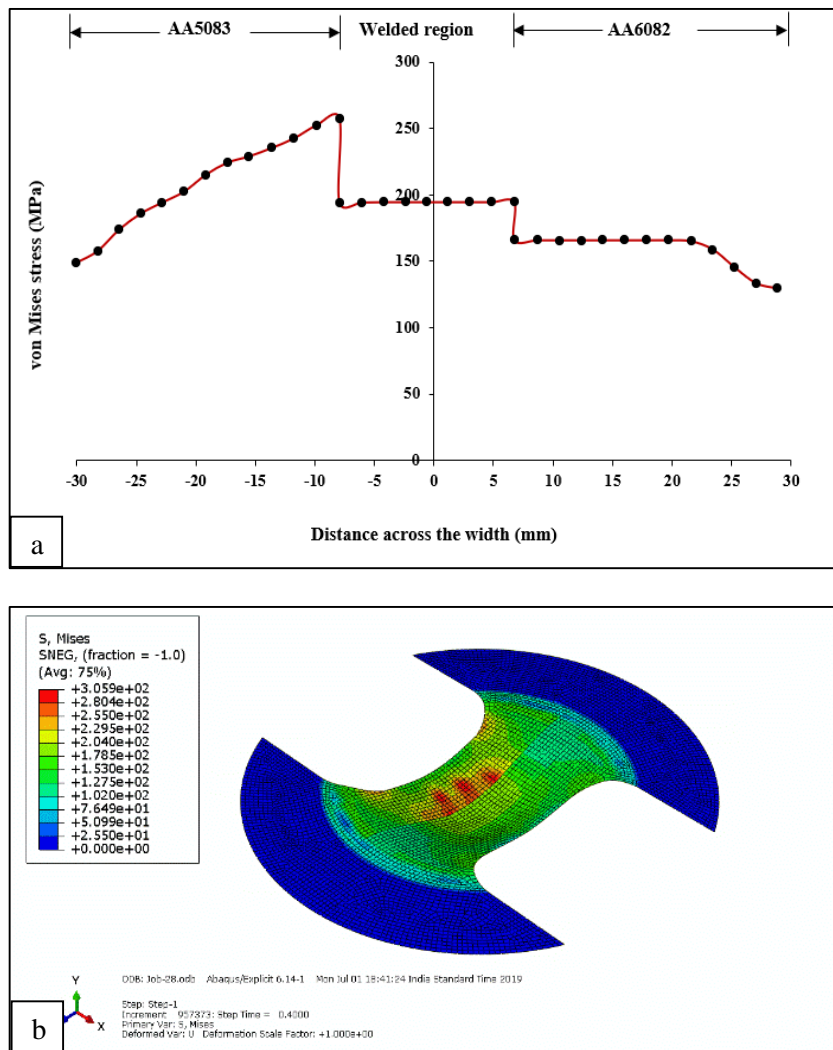 AA5083 Welded region AA6082
300
250
200
150
100
50
0
von Mises stress (MPa)
-30 -25 -20 -15 -10 -5 0 5 10 15 20 25 30
Distance across the width (mm)
a
S, Mises
SNEG, (fraction = -1.0)
(Avg: 75%)
+3.059e+02
+2.804e+02
+2.550e+02
+2.295e+02
+2.040e+02
+1.785e+02
+1.530e+02
+1.275e+02
+1.020e+02
+7.649e+01
+5.099e+01
+2.550e+01
+0.000e+00
Y
X
ODB: Job-28.odb Abaqus/Explicit 6.14-1 Mon Jul 01 18:41:24 India Standard Time 2019
Step: Step-1
Increment 957373: Step Time = 0.4000
Primary Var: S, Mises
Deformed Var: U Deformation Scale Factor: +1.000e+00
b